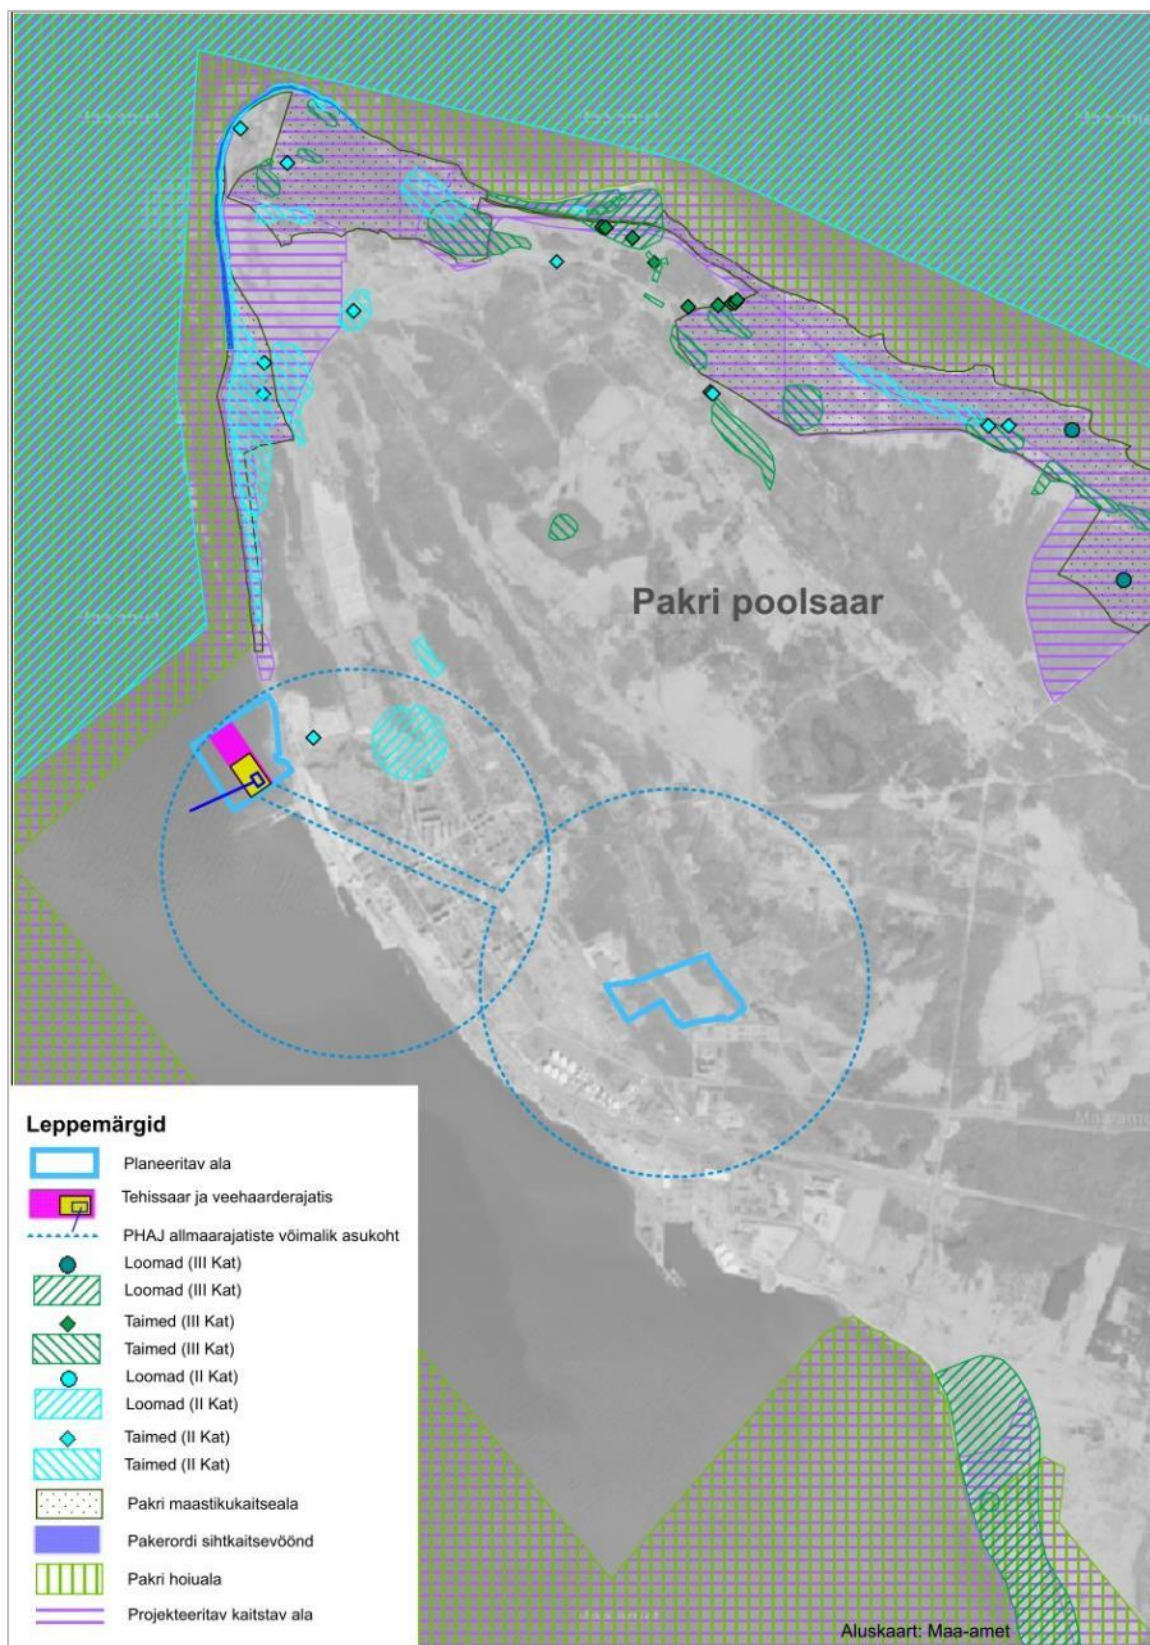 Pakri poolsaar
Leppemärgid
Planeeritav ala
Tehissaar ja veehaarderajatis
PHAJ allmaarajatiste võimalik asukoht
Loomad (III Kat)
Loomad (III Kat)
Taimed (III Kat)
Taimed (III Kat)
Loomad (II Kat)
Loomad (II Kat)
Taimed (II Kat)
Taimed (II Kat)
Pakri maastikukaitseala
Pakerordi sihtkaitsevöönd
Pakri hoiuala
Projekteeritav kaitstav ala
Aluskaart: Maa-amet